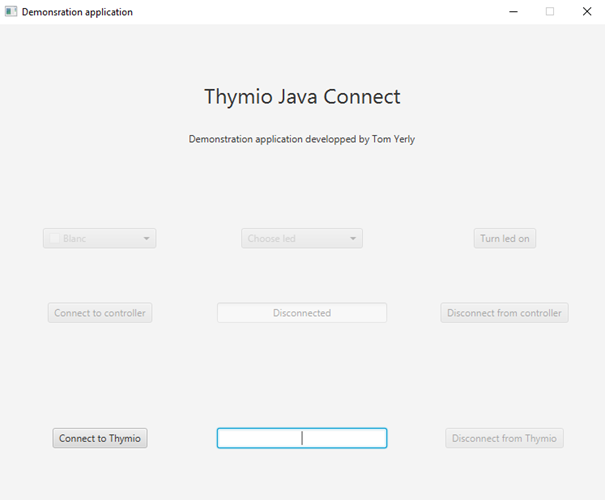 Demonsration application
Thymio Java Connect
Demonstration application developped by Tom Yerly
Blanc Choose led Turn led on
Connect to controller Disconnected Disconnect from controller
Connect to Thymio Disconnect from Thymio